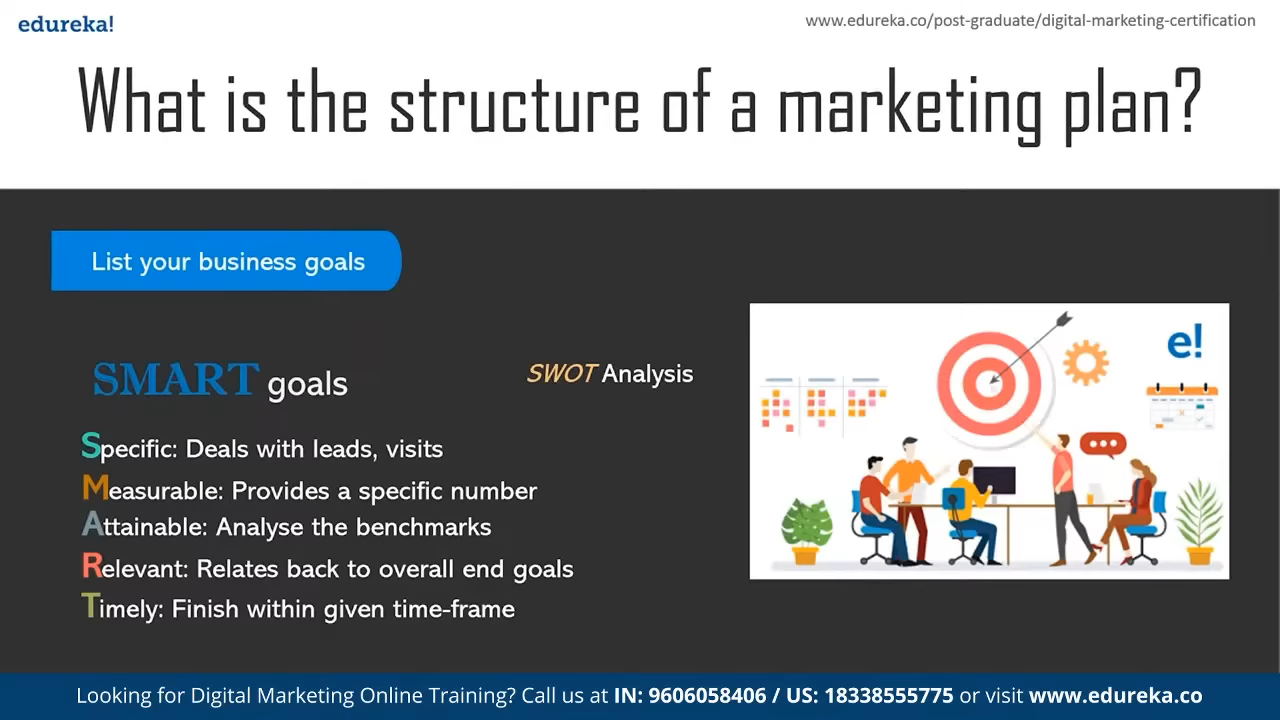 edureka!
www.edureka.co/post-graduate/digital-marketing-certification
What is the structure of a marketing plan?
List your business goals
SMART goals
SWOT Analysis
Specific: Deals with leads, visits
Measurable: Provides a specific number
Attainable: Analyse the benchmarks
Relevant: Relates back to overall end goals
Timely: Finish within given time-frame
e!
Looking for Digital Marketing Online Training? Call us at IN: 9606058406 / US: 18338555775 or visit www.edureka.co